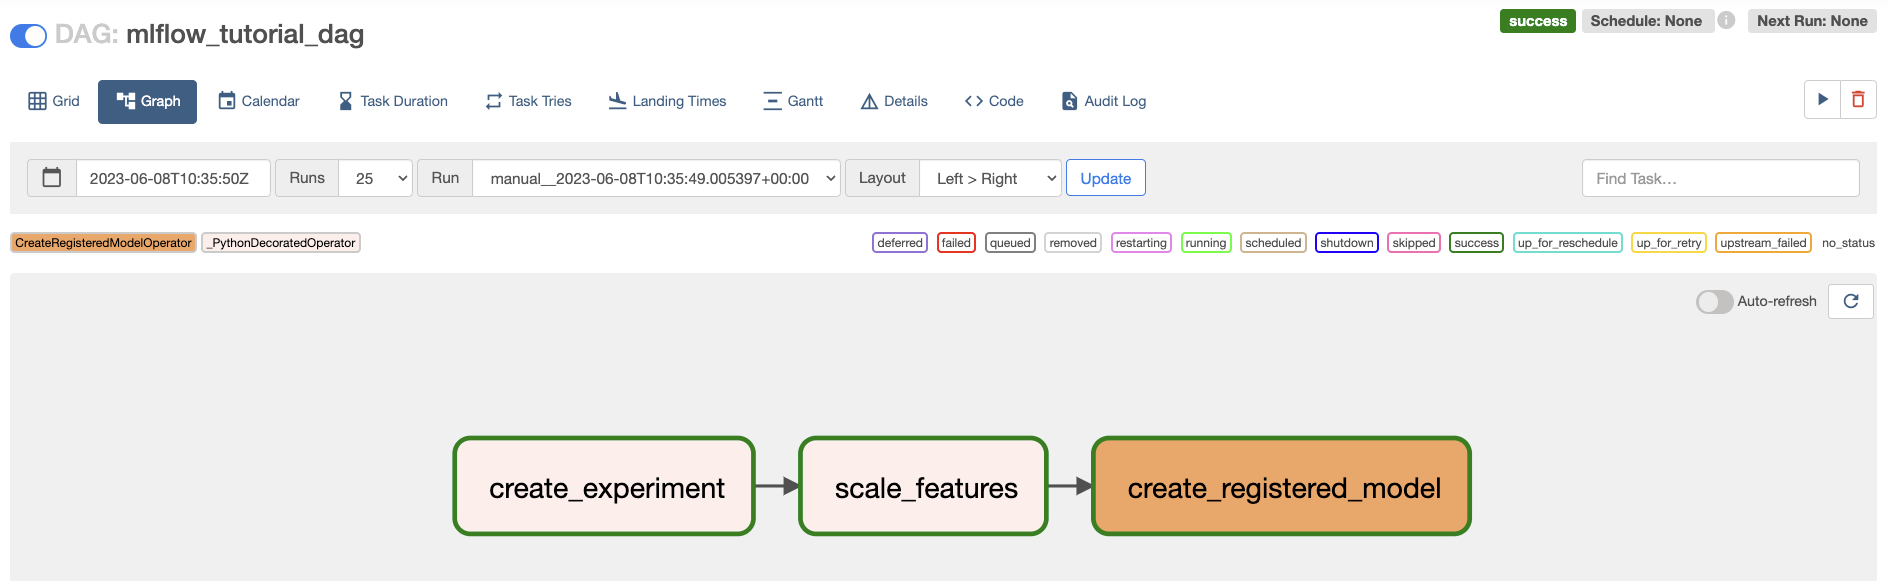 DAG: mlflow_tutorial_dag
success Schedule: None Next Run: None
Grid Graph Calendar Task Duration Task Tries Landing Times Gantt Details Code Audit Log
2023-06-08T10:35:50Z Runs 25 Run manual__2023-06-08T10:35:49.005397+00:00 Layout Left > Right Update Find Task...
CreateRegisteredModelOperator _PythonDecoratedOperator deferred failed queued removed restarting running scheduled shutdown skipped success up_for_reschedule up_for_retry upstream_failed no_status
Auto-refresh
create_experiment scale_features create_registered_model